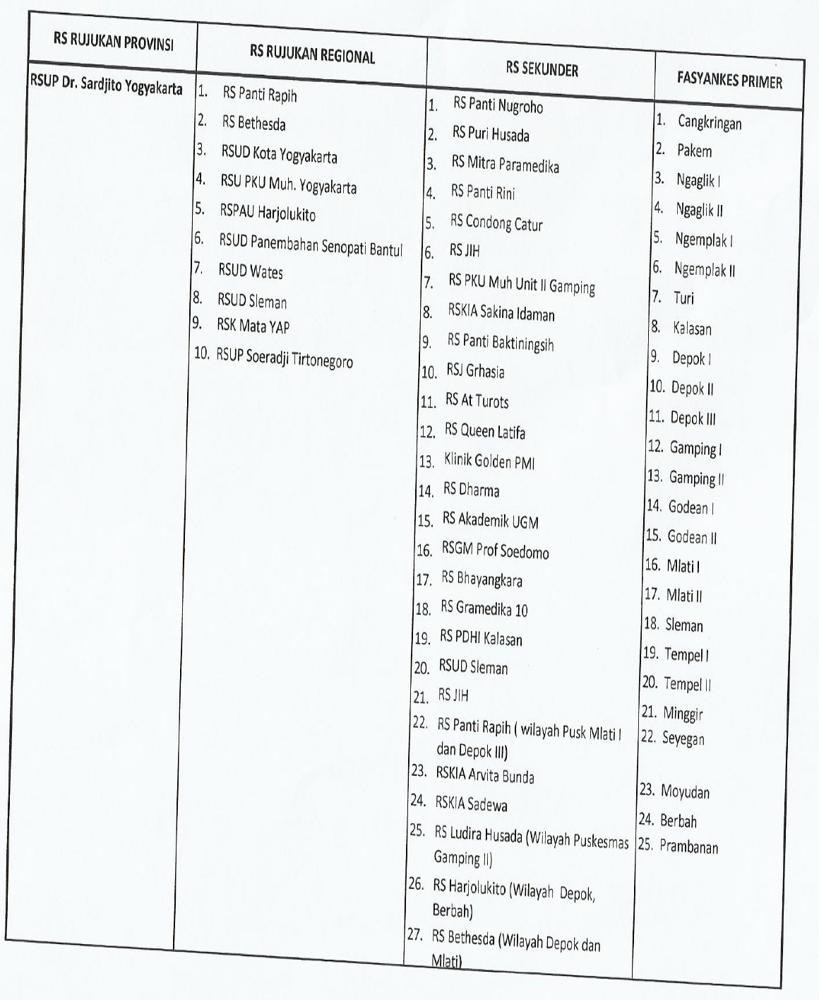 RS RUJUKAN PROVINSI
RS RUJUKAN REGIONAL
RS SEKUNDER
FASYANKES PRIMER
RSUP Dr. Sardjito Yogyakarta
1. RS Panti Rapih
2. RS Bethesda
3. RSUD Kota Yogyakarta
4. RSU PKU Muh. Yogyakarta
5. RSPAU Harjolukito
6. RSUD Panembahan Senopati Bantul
7. RSUD Wates
8. RSUD Sleman
9. RSK Mata YAP
10. RSUP Soeradji Tirtonegoro
1. RS Panti Nugroho
2. RS Puri Husada
3. RS Mitra Paramedika
4. RS Panti Rini
5. RS Condong Catur
6. RS JIH
7. RS PKU Muh Unit II Gamping
8. RSKIA Sakina Idaman
9. RS Panti Baktiningsih
10. RSJ Grhasia
11. RS At Turots
12. RS Queen Latifa
13. Klinik Golden PMI
14. RS Dharma
15. RS Akademik UGM
16. RSGM Prof Soedomo
17. RS Bhayangkara
18. RS Gramedika 10
19. RS PDHI Kalasan
20. RSUD Sleman
21. RS JIH
22. RS Panti Rapih ( wilayah Pusk Mlati I
dan Depok III)
23. RSKIA Arvita Bunda
24. RSKIA Sadewa
25. RS Ludira Husada (Wilayah Puskesmas
Gamping II)
26. RS Harjolukito (Wilayah Depok,
Berbah)
27. RS Bethesda (Wilayah Depok dan
Mlati)
1. Cangkringan
2. Pakem
3. Ngaglik I
4. Ngaglik II
5. Ngemplak I
6. Ngemplak II
7. Turi
8. Kalasan
9. Depok I
10. Depok II
11. Depok III
12. Gamping I
13. Gamping II
14. Godean I
15. Godean II
16. Mlati I
17. Mlati II
18. Sleman
19. Tempel I
20. Tempel II
21. Minggir
22. Seyegan
23. Moyudan
24. Berbah
25. Prambanan